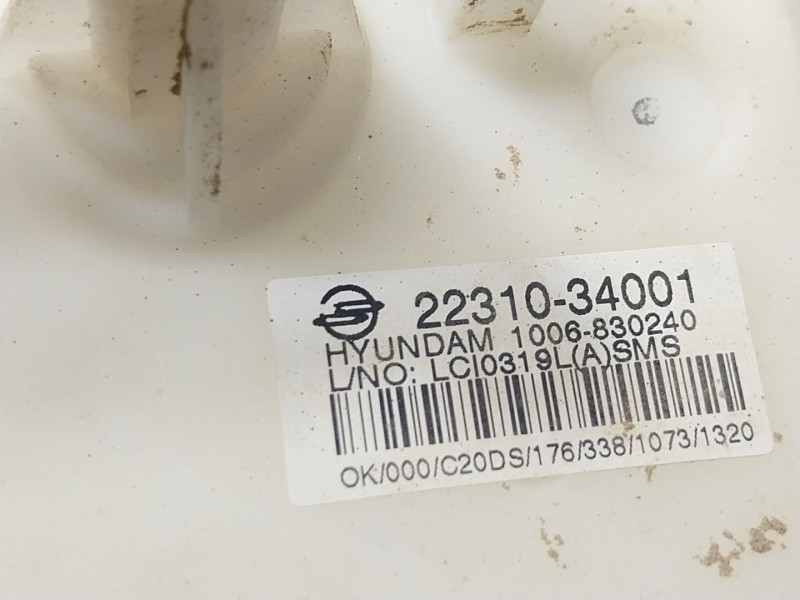 22310-34001
HYUNDAM 1006-830240
L/NO: LCI0319L(A)SMS
OK/000/C20DS/176/338/1073/1320